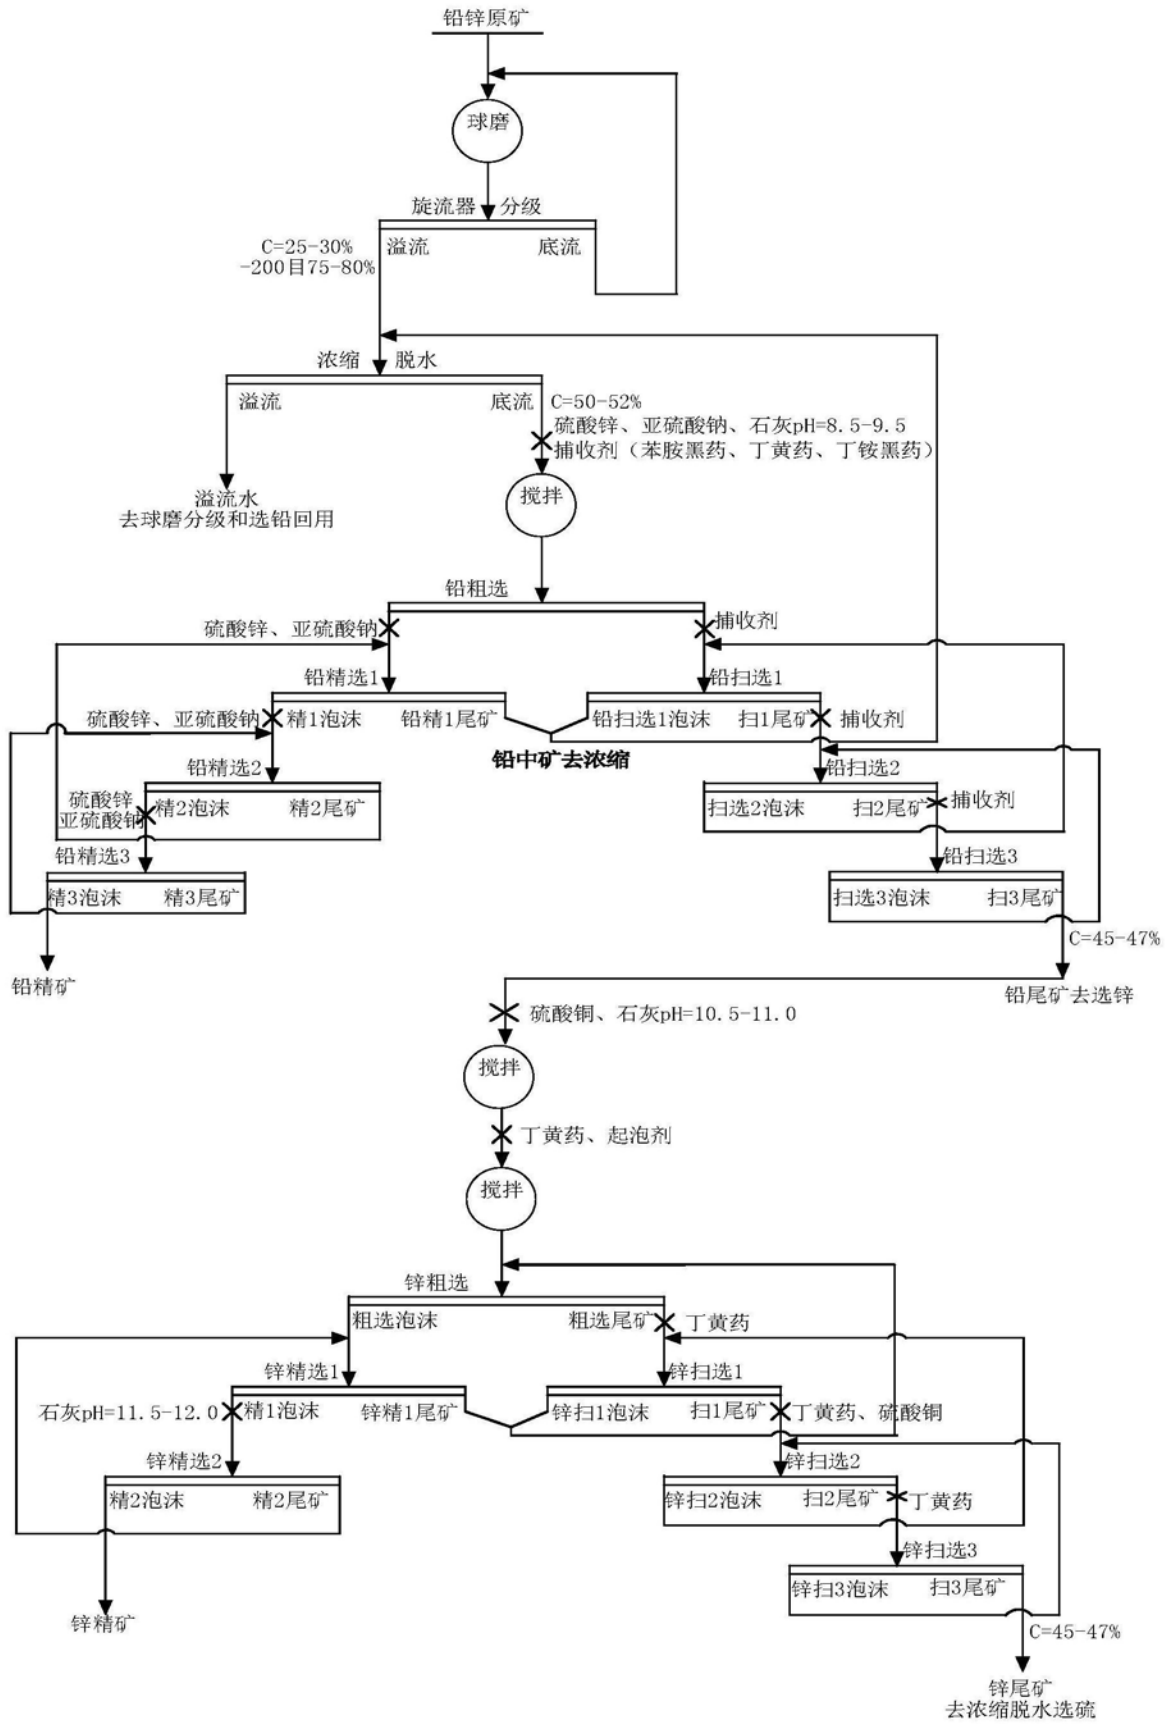 铅锌原矿
球磨
旋流器 分级
C=25-30%
-200目75-80%
溢流
底流
浓缩 脱水
溢流
底流
C=50-52%
硫酸锌、亚硫酸钠、石灰pH=8.5-9.5
捕收剂（苯胺黑药、丁黄药、丁铵黑药）
溢流水
去球磨分级和选铅回用
搅拌
铅粗选
硫酸锌、亚硫酸钠
捕收剂
铅精选1
铅扫选1
硫酸锌、亚硫酸钠
精1泡沫
铅精1尾矿
铅扫选1泡沫
扫1尾矿
捕收剂
铅中矿去浓缩
铅精选2
铅扫选2
硫酸锌
亚硫酸钠
精2泡沫
精2尾矿
扫选2泡沫
扫2尾矿
捕收剂
铅精选3
铅扫选3
精3泡沫
精3尾矿
扫选3泡沫
扫3尾矿
C=45-47%
铅精矿
铅尾矿去选锌
硫酸铜、石灰pH=10.5-11.0
搅拌
丁黄药、起泡剂
搅拌
锌粗选
粗选泡沫
粗选尾矿
丁黄药
锌精选1
锌扫选1
石灰pH=11.5-12.0
精1泡沫
锌精1尾矿
锌扫1泡沫
扫1尾矿
丁黄药、硫酸铜
锌精选2
锌扫选2
精2泡沫
精2尾矿
锌扫2泡沫
扫2尾矿
丁黄药
锌扫选3
锌扫3泡沫
扫3尾矿
锌精矿
C=45-47%
锌尾矿
去浓缩脱水选硫